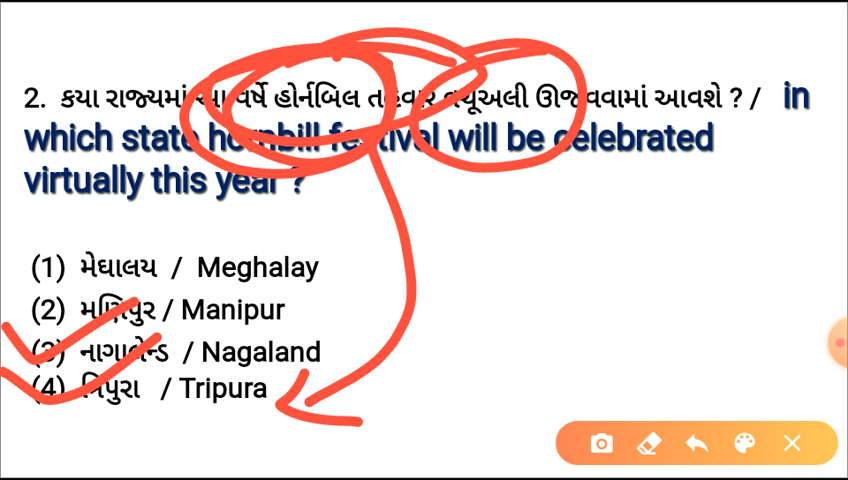 2. કયા રાજ્યમાં આ વર્ષે હોર્નબિલ તહેવાર વર્ચ્યૂઅલી ઊજવવામાં આવશે ? / in
which state hornbill festival will be celebrated
virtually this year ?
(1) મેઘાલય / Meghalay
(2) મણિપુર / Manipur
(3) નાગાલેન્ડ / Nagaland
(4) ત્રિપુરા / Tripura